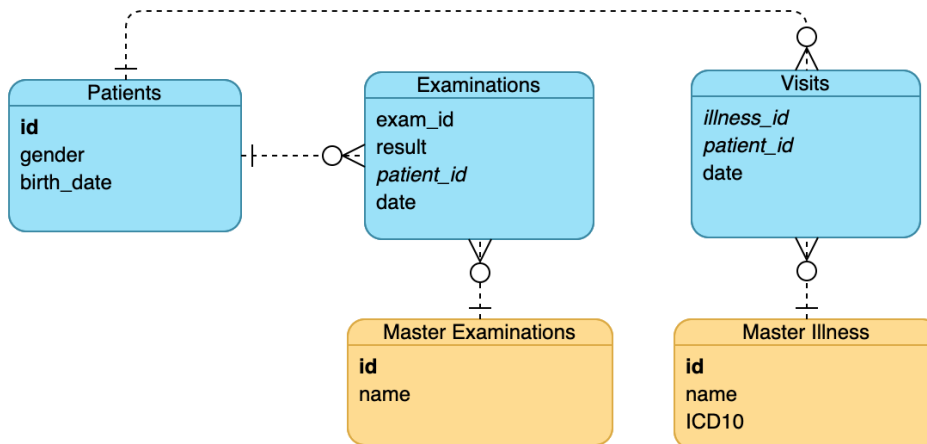 Patients
id
gender
birth_date
Examinations
exam_id
result
patient_id
date
Visits
illness_id
patient_id
date
Master Examinations
id
name
Master Illness
id
name
ICD10